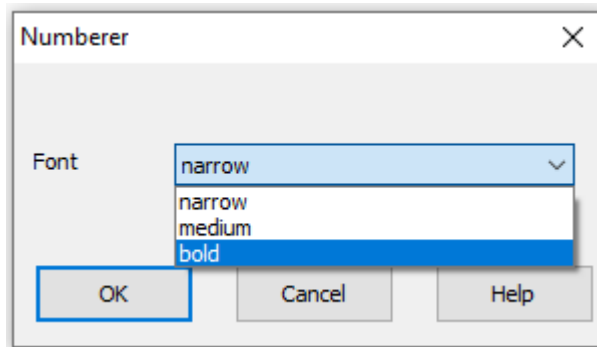 Numberer
Font
narrow
narrow
medium
bold
OK Cancel Help